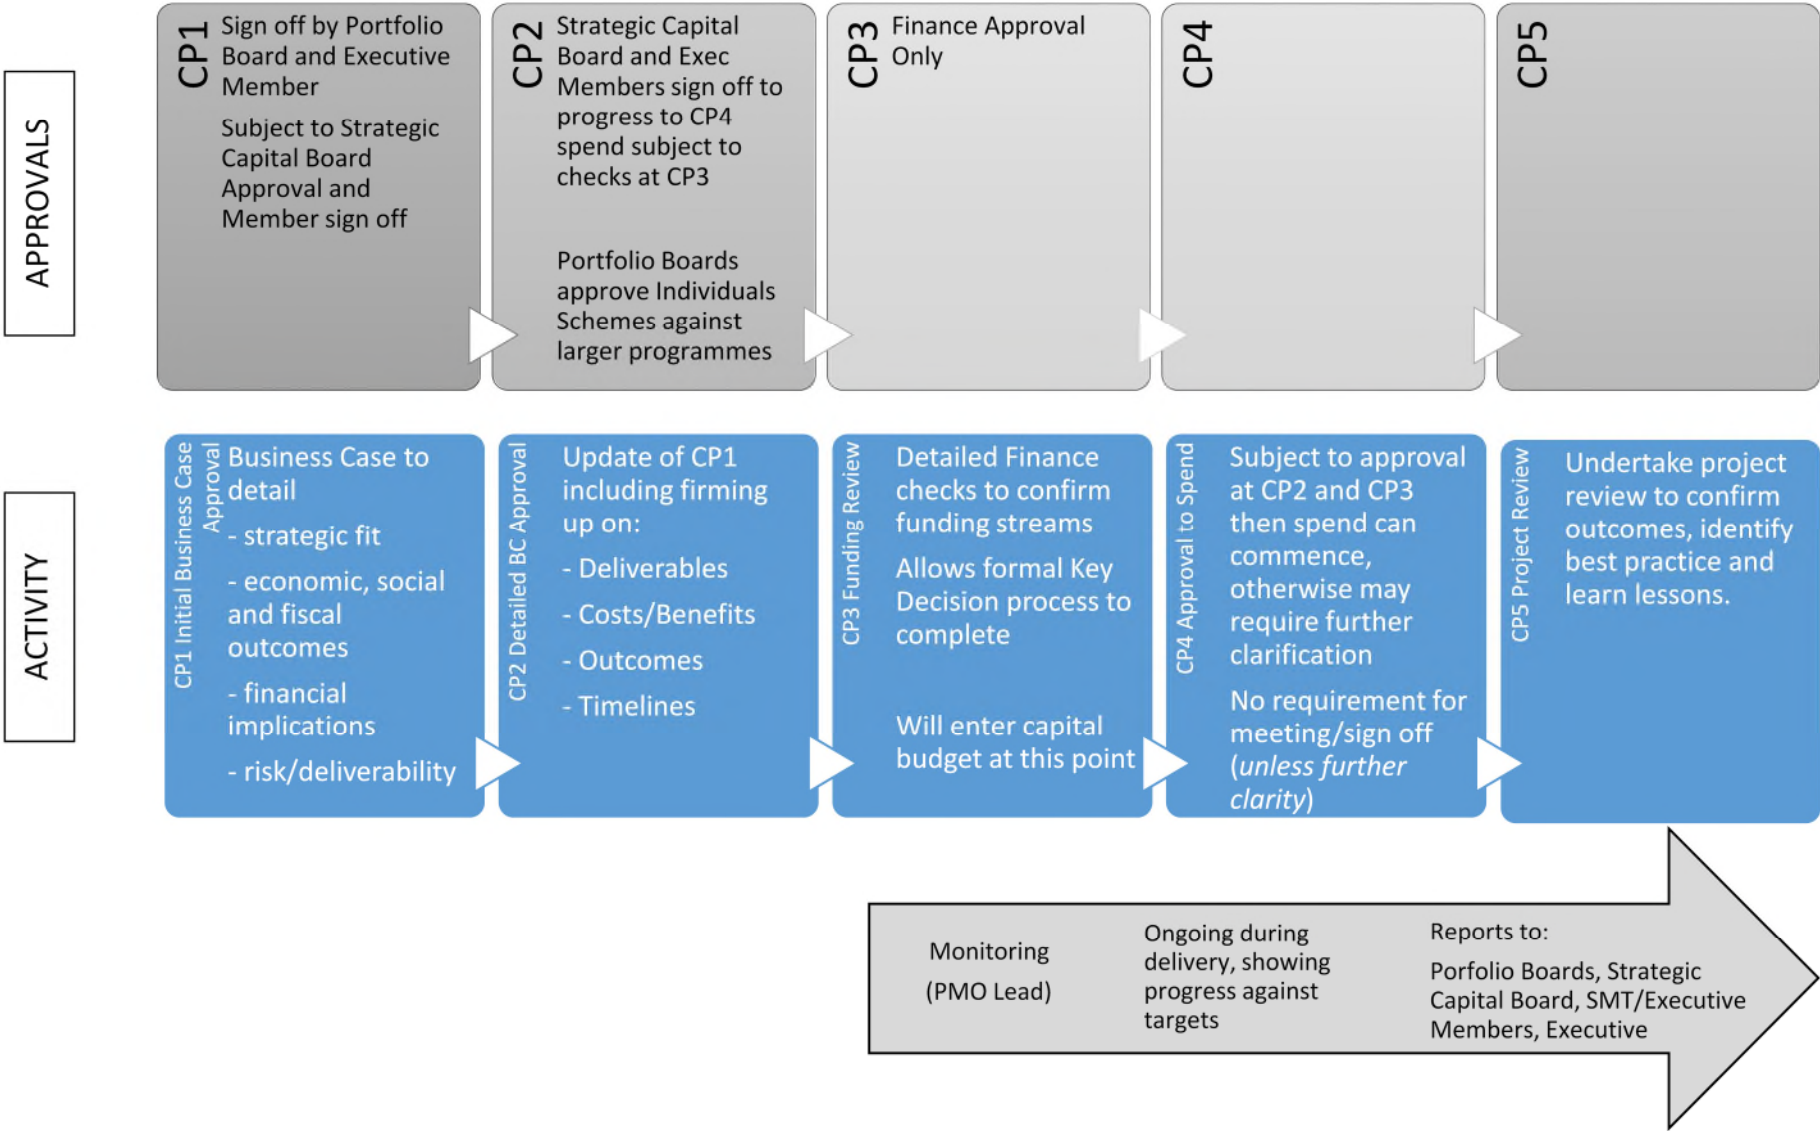 APPROVALS
CP1
Sign off by Portfolio
Board and Executive
Member
Subject to Strategic
Capital Board
Approval and
Member sign off
CP2
Strategic Capital
Board and Exec
Members sign off to
progress to CP4
spend subject to
checks at CP3
Portfolio Boards
approve Individuals
Schemes against
larger programmes
CP3
Finance Approval
Only
CP4
CP5
ACTIVITY
CP1 Initial Business Case
Approval
Business Case to
detail
- strategic fit
- economic, social
and fiscal
outcomes
- financial
implications
- risk/deliverability
CP2 Detailed BC Approval
Update of CP1
including firming
up on:
- Deliverables
- Costs/Benefits
- Outcomes
- Timelines
CP3 Funding Review
Detailed Finance
checks to confirm
funding streams
Allows formal Key
Decision process to
complete
Will enter capital
budget at this point
CP4 Approval to Spend
Subject to approval
at CP2 and CP3
then spend can
commence,
otherwise may
require further
clarification
No requirement for
meeting/sign off
(unless further
clarity)
CP5 Project Review
Undertake project
review to confirm
outcomes, identify
best practice and
learn lessons.
Monitoring
(PMO Lead)
Ongoing during
delivery, showing
progress against
targets
Reports to:
Porfolio Boards, Strategic
Capital Board, SMT/Executive
Members, Executive